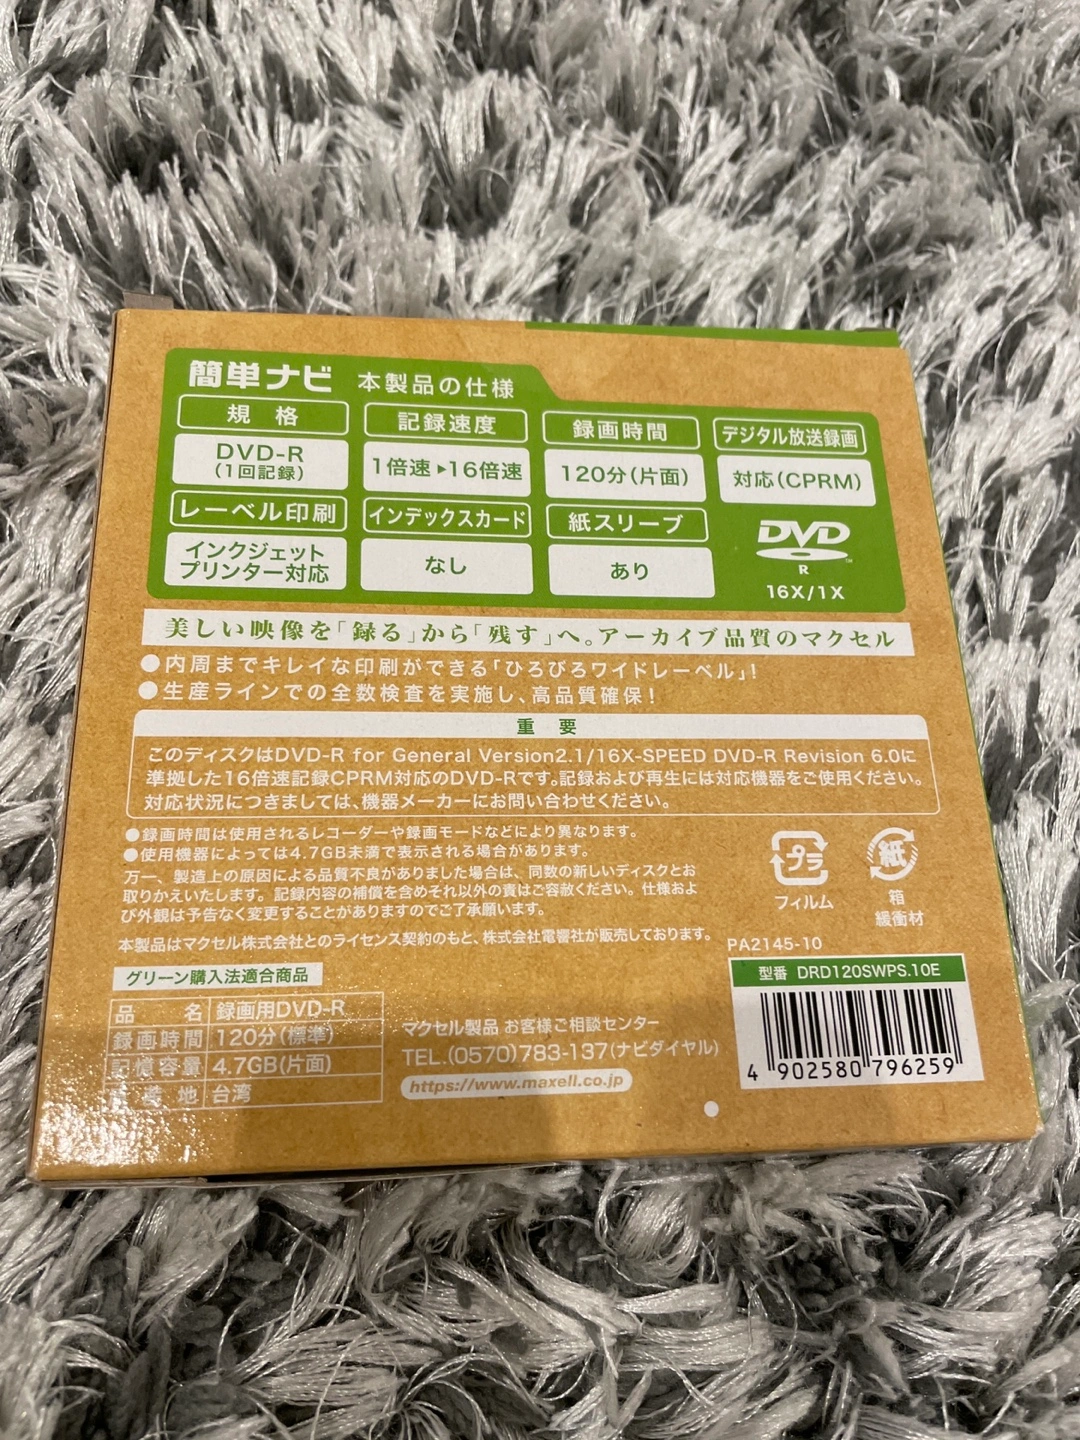 簡単ナビ 本製品の仕様
規 格 記録速度 録画時間 デジタル放送録画
DVD-R
(1回記録)
1倍速▶16倍速 120分(片面) 対応(CPRM)
レーベル印刷 インデックスカード 紙スリーブ
インクジェット
プリンター対応
なし あり
DVD
R
TM
16X/1X
美しい映像を「録る」から「残す」へ。アーカイブ品質のマクセル
●内周までキレイな印刷ができる「ひろびろワイドレーベル」!
●生産ラインでの全数検査を実施し、高品質確保!
重 要
このディスクはDVD-R for General Version2.1/16X-SPEED DVD-R Revision 6.0に
準拠した16倍速記録CPRM対応のDVD-Rです。記録および再生には対応機器をご使用ください。
対応状況につきましては、機器メーカーにお問い合わせください。
●録画時間は使用されるレコーダーや録画モードなどにより異なります。
●使用機器によっては4.7GB未満で表示される場合があります。
万一、製造上の原因による品質不良がありました場合は、同数の新しいディスクとお
取りかえいたします。記録内容の補償を含めそれ以外の責はご容赦ください。仕様およ
び外観は予告なく変更することがありますのでご了承願います。
本製品はマクセル株式会社とのライセンス契約のもと、株式会社電響社が販売しております。
プラ
フィルム
紙
箱
緩衝材
PA2145-10
グリーン購入法適合商品
品 名 録画用DVD-R
録画時間 120分(標準)
記憶容量 4.7GB(片面)
生 産 地 台湾
マクセル製品 お客様ご相談センター
TEL.(0570)783-137(ナビダイヤル)
https://www.maxell.co.jp
型番 DRD120SWPS.10E
4 902580 796259